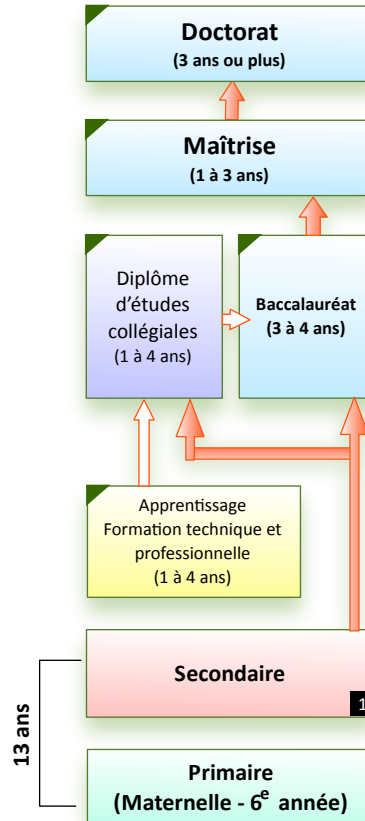 Doctorat
(3 ans ou plus)
Maîtrise
(1 à 3 ans)
Diplôme
d’études
collégiales
(1 à 4 ans)
Baccalauréat
(3 à 4 ans)
Apprentissage
Formation technique et
professionnelle
(1 à 4 ans)
13 ans
Secondaire
1
Primaire
(Maternelle - 6e année)